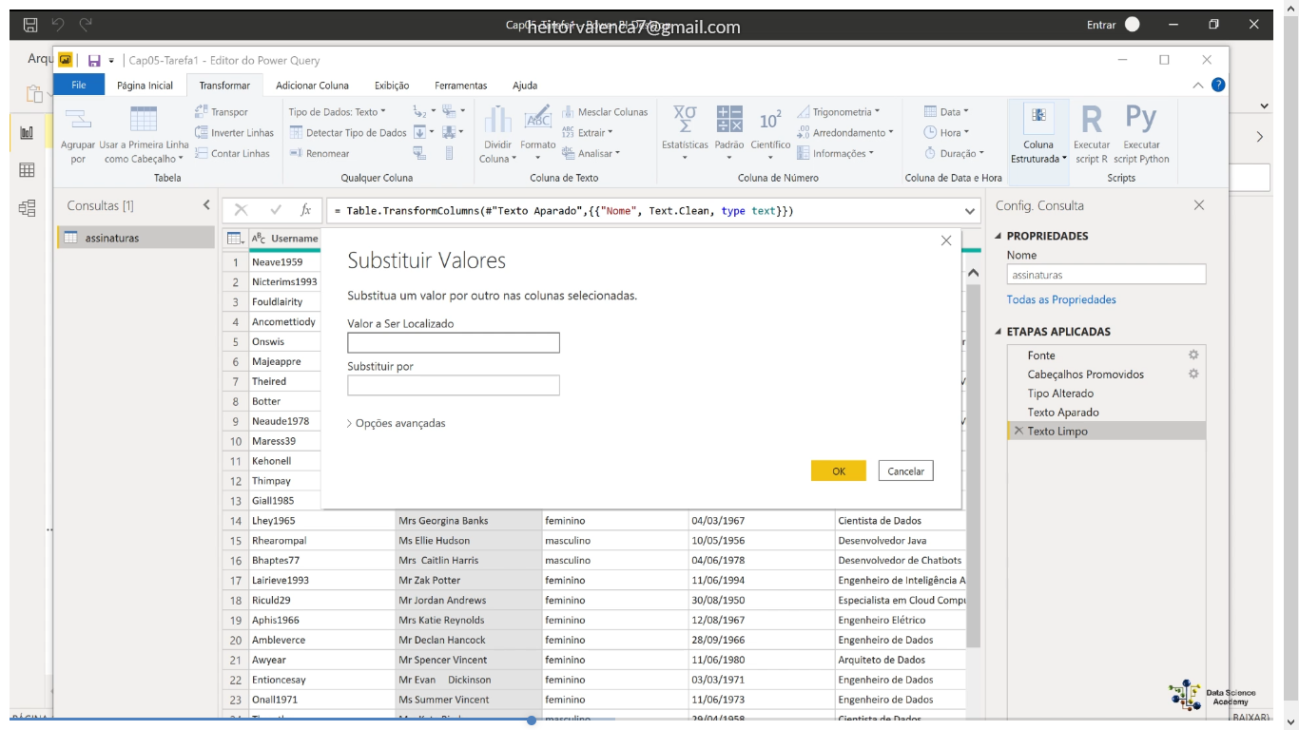 heitorvalenca7@gmail.com
Entrar
Arqu
Cap05-Tarefa1 - Editor do Power Query
File
Página Inicial
Transformar
Adicionar Coluna
Exibição
Ferramentas
Ajuda
Agrupar por
Usar a Primeira Linha como Cabeçalho
Transpor
Inverter Linhas
Contar Linhas
Tabela
Tipo de Dados: Texto
Detectar Tipo de Dados
Renomear
Qualquer Coluna
Dividir Coluna
Formato
ABC
Mesclar Colunas
Extrair
Analisar
Coluna de Texto
Estatísticas
Padrão
10²
Científico
Trigonometria
Arredondamento
Informações
Coluna de Número
Data
Hora
Duração
Coluna de Data e Hora
Coluna Estruturada
R
Executar script R
Py
Executar script Python
Scripts
Consultas [1]
assinaturas
fx
= Table.TransformColumns(#"Texto Aparado",{{"Nome", Text.Clean, type text}})
Username
1 Neave1959
2 Nicterims1993
3 Fouldlairity
4 Ancomettiody
5 Onswis
6 Majeappre
7 Theired
8 Botter
9 Neaude1978
10 Maress39
11 Kehonell
12 Thimpay
13 Giall1985
Substituir Valores
Substitua um valor por outro nas colunas selecionadas.
Valor a Ser Localizado
Substituir por
Opções avançadas
OK
Cancelar
14 Lhey1965 Mrs Georgina Banks feminino 04/03/1967 Cientista de Dados
15 Rhearompal Ms Ellie Hudson masculino 10/05/1956 Desenvolvedor Java
16 Bhaptes77 Mrs Caitlin Harris masculino 04/06/1978 Desenvolvedor de Chatbots
17 Lairieve1993 Mr Zak Potter feminino 11/06/1994 Engenheiro de Inteligência A
18 Riculd29 Mr Jordan Andrews feminino 30/08/1950 Especialista em Cloud Compu
19 Aphis1966 Mrs Katie Reynolds feminino 12/08/1967 Engenheiro Elétrico
20 Ambleverce Mr Declan Hancock feminino 28/09/1966 Engenheiro de Dados
21 Awyear Mr Spencer Vincent feminino 11/06/1980 Arquiteto de Dados
22 Entioncesay Mr Evan Dickinson feminino 03/03/1971 Engenheiro de Dados
23 Onall1971 Ms Summer Vincent feminino 11/06/1973 Engenheiro de Dados
masculino 29/04/1958 Cientista de Dados
Config. Consulta
PROPRIEDADES
Nome
assinaturas
Todas as Propriedades
ETAPAS APLICADAS
Fonte
Cabeçalhos Promovidos
Tipo Alterado
Texto Aparado
Texto Limpo
Data Science
Academy
BAIXAR)